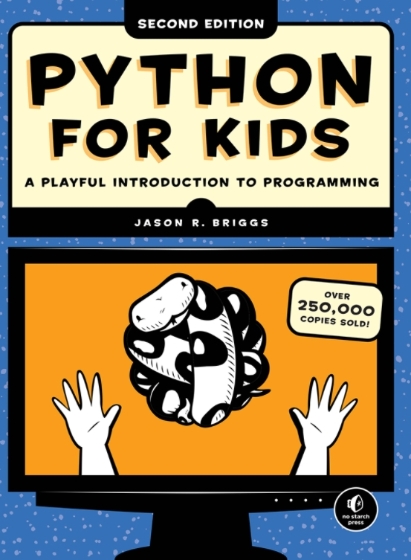 SECOND EDITION
PYTHON
FOR KIDS
A PLAYFUL INTRODUCTION TO PROGRAMMING
JASON R. BRIGGS
OVER
250,000
COPIES SOLD!
no starch
press